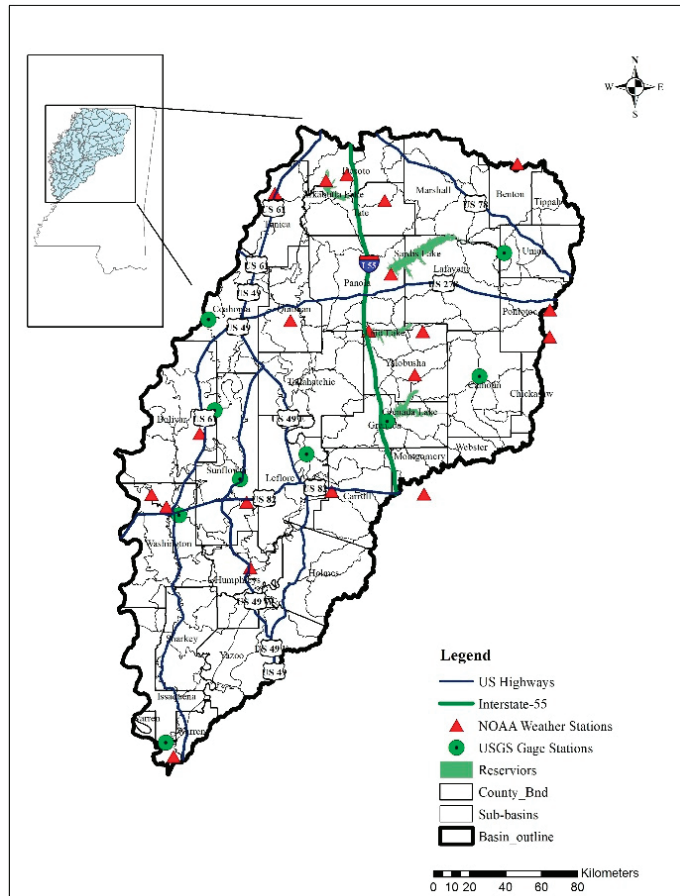 N
W E
S
Desoto
Marshall
Benton
Tippah
US 78
Tate
US 61
Tunica
Union
Sardis Lake
I-55
Lafayette
US 278
Panola
US 49
Coahoma
Quitman
Pontotoc
US 49
Yalobusha
Calhoun
Tallahatchie
Chickasaw
Grenada Lake
Grenada
US 49E
Bolivar
US 61
Webster
Montgomery
Sunflower
Leflore
US 82
US 82
Carroll
Washington
Humphreys
Holmes
Sharkey
Yazoo
US 49
Issaquena
Warren
Legend
US Highways
Interstate-55
NOAA Weather Stations
USGS Gage Stations
Reserviors
County_Bnd
Sub-basins
Basin_outline
Kilometers
0 10 20 40 60 80